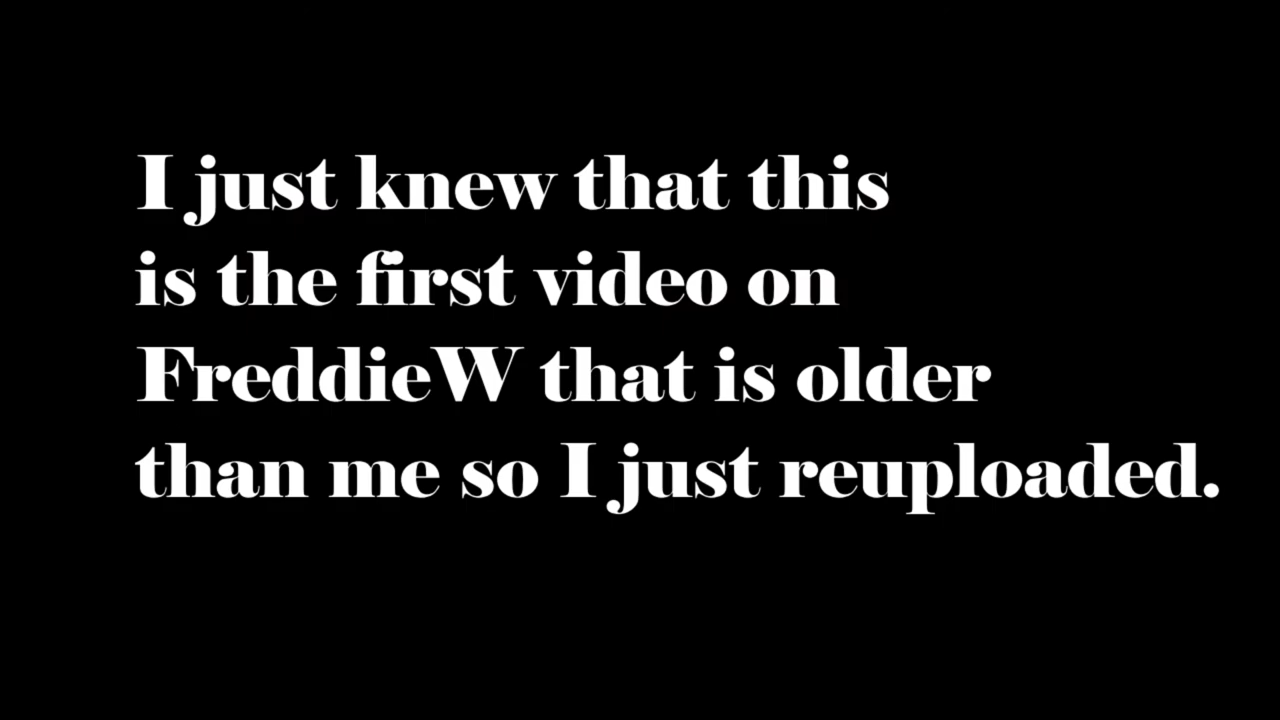 I just knew that this
is the first video on
FreddieW that is older
than me so I just reuploaded.